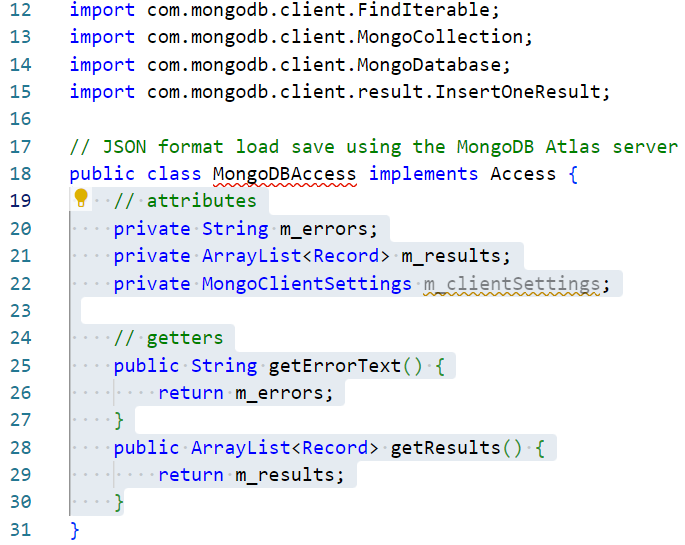 12 import com.mongodb.client.FindIterable;
13 import com.mongodb.client.MongoCollection;
14 import com.mongodb.client.MongoDatabase;
15 import com.mongodb.client.result.InsertOneResult;
16
17 // JSON format load save using the MongoDB Atlas server
18 public class MongoDBAccess implements Access {
19     // attributes
20     private String m_errors;
21     private ArrayList<Record> m_results;
22     private MongoClientSettings m_clientSettings;
23
24     // getters
25     public String getErrorText() {
26         return m_errors;
27     }
28     public ArrayList<Record> getResults() {
29         return m_results;
30     }
31 }